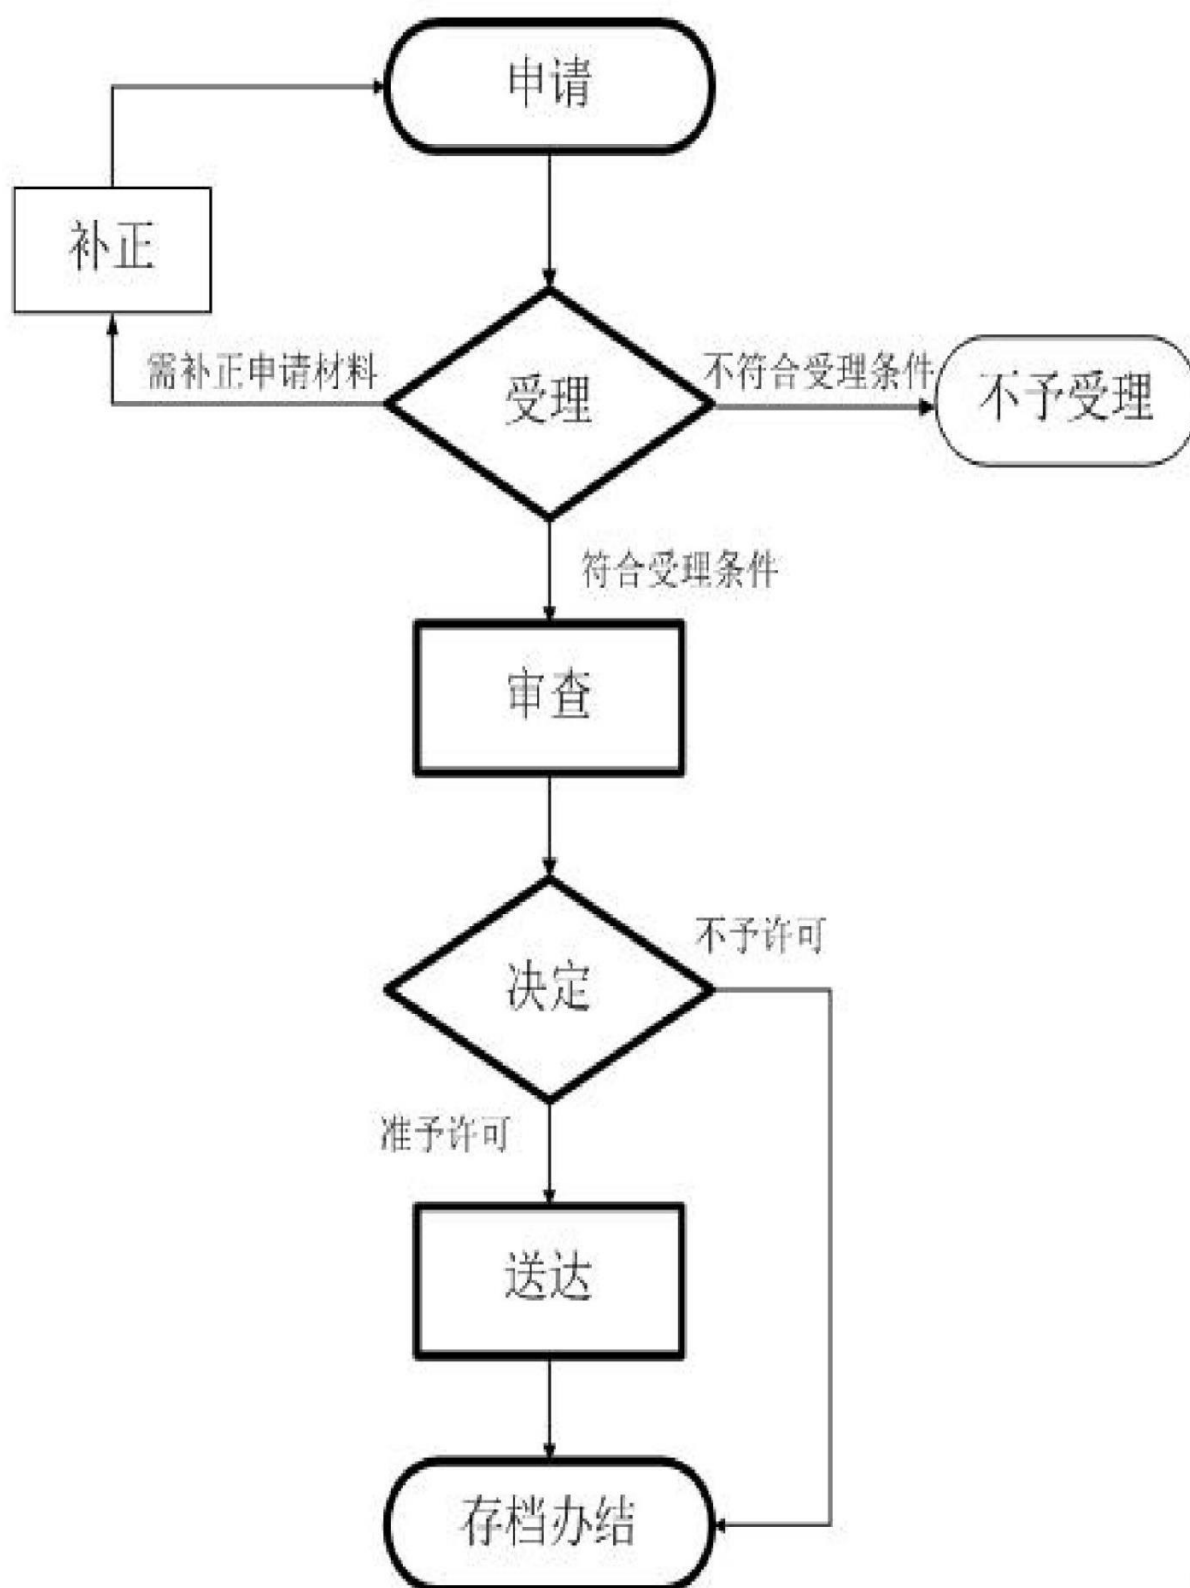 申请
补正
需补正申请材料
受理
不符合受理条件
不予受理
符合受理条件
审查
不予许可
决定
准予许可
送达
存档办结